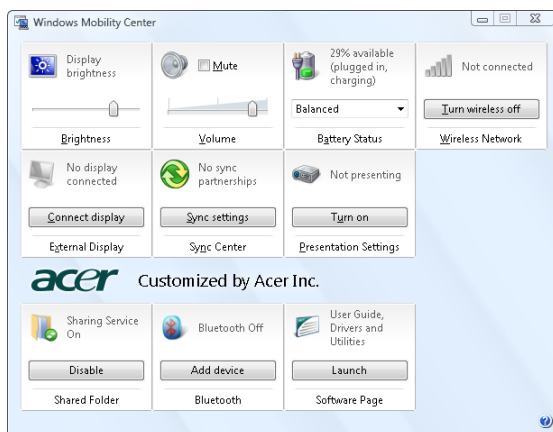 Windows Mobility Center
Display
brightness
Brightness
Mute
Volume
29% available
(plugged in,
charging)
Balanced
Battery Status
Not connected
Turn wireless off
Wireless Network
No display
connected
Connect display
External Display
No sync
partnerships
Sync settings
Sync Center
Not presenting
Turn on
Presentation Settings
acer Customized by Acer Inc.
Sharing Service
On
Disable
Shared Folder
Bluetooth Off
Add device
Bluetooth
User Guide,
Drivers and
Utilities
Launch
Software Page